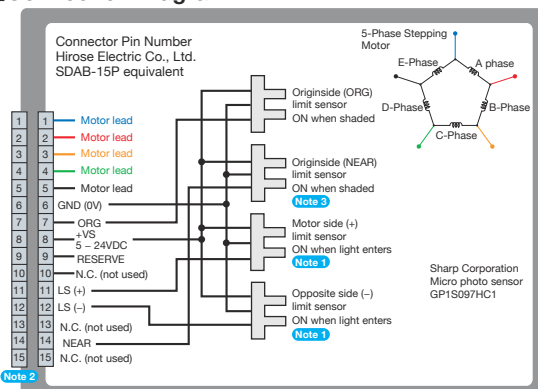 Connector Pin Number
Hirose Electric Co., Ltd.
SDAB-15P equivalent
5-Phase Stepping
Motor
E-Phase
A phase
D-Phase
B-Phase
C-Phase
1 1 Motor lead
2 2 Motor lead
3 3 Motor lead
4 4 Motor lead
5 5 Motor lead
6 6 GND (0V)
7 7 ORG
8 8 +VS
5 – 24VDC
9 9 RESERVE
10 10 N.C. (not used)
11 11 LS (+)
12 12 LS (–)
13 13 N.C. (not used)
14 14 NEAR
15 15 N.C. (not used)
Note 2
Originside (ORG)
limit sensor
ON when shaded
Originside (NEAR)
limit sensor
ON when shaded
Note 3
Motor side (+)
limit sensor
ON when light enters
Note 1
Opposite side (–)
limit sensor
ON when light enters
Note 1
Sharp Corporation
Micro photo sensor
GP1S097HC1